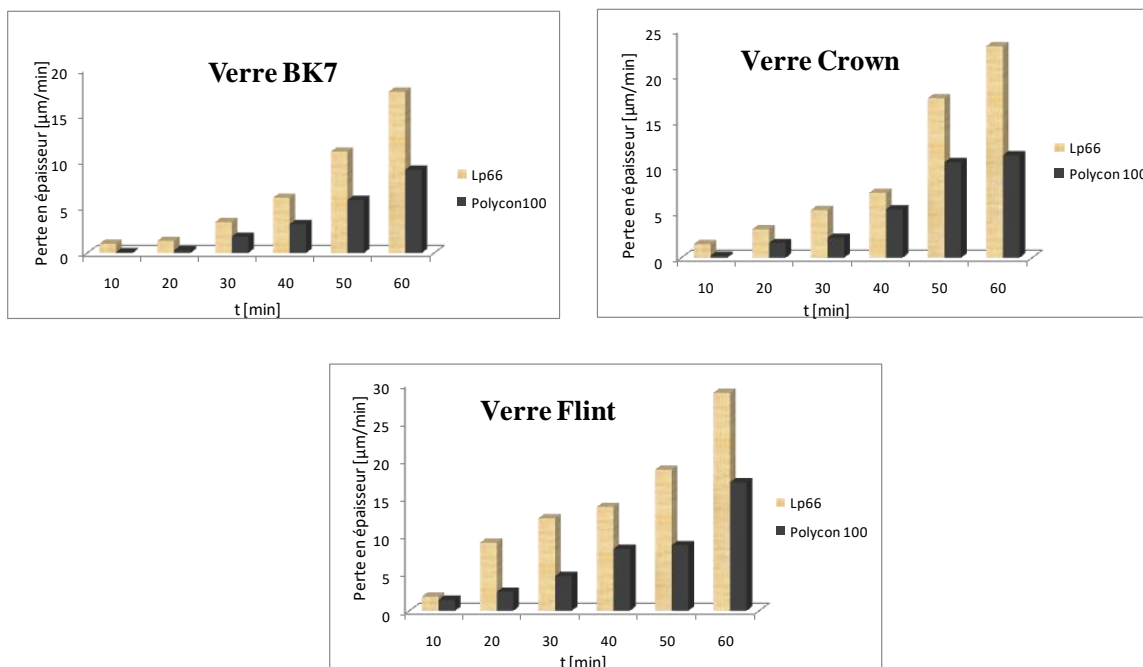 Verre BK7
Perte en épaisseur [µm/min]
20
15
10
5
0
10 20 30 40 50 60
t [min]
Lp66
Polycon100
Verre Crown
Perte en épaisseur [µm/min]
25
20
15
10
5
0
10 20 30 40 50 60
t [min]
Lp66
Polycon100
Verre Flint
Perte en épaisseur [µm/min]
30
25
20
15
10
5
0
10 20 30 40 50 60
t [min]
Lp66
Polycon 100